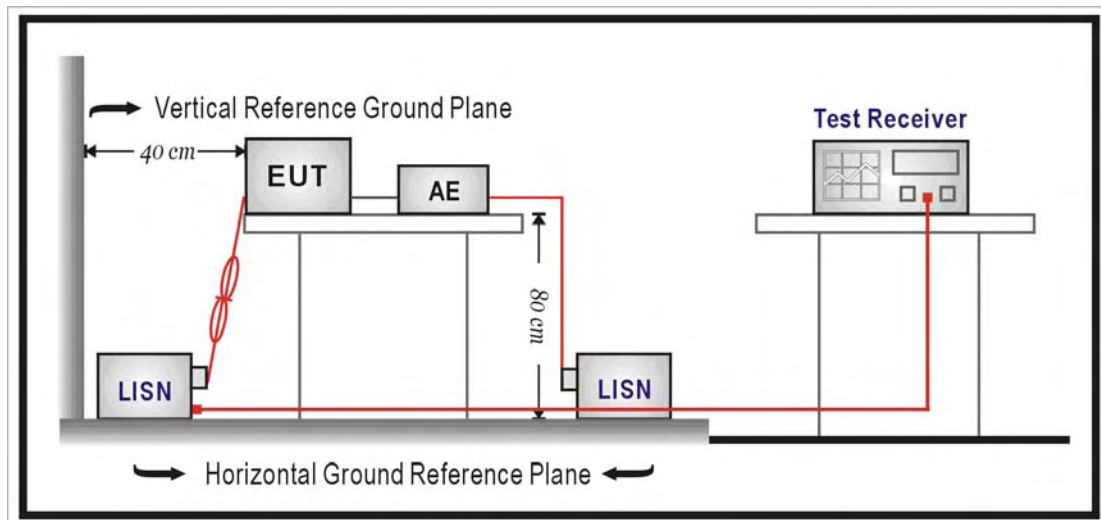 Vertical Reference Ground Plane
Test Receiver
40 cm
EUT
AE
80 cm
LISN
LISN
Horizontal Ground Reference Plane